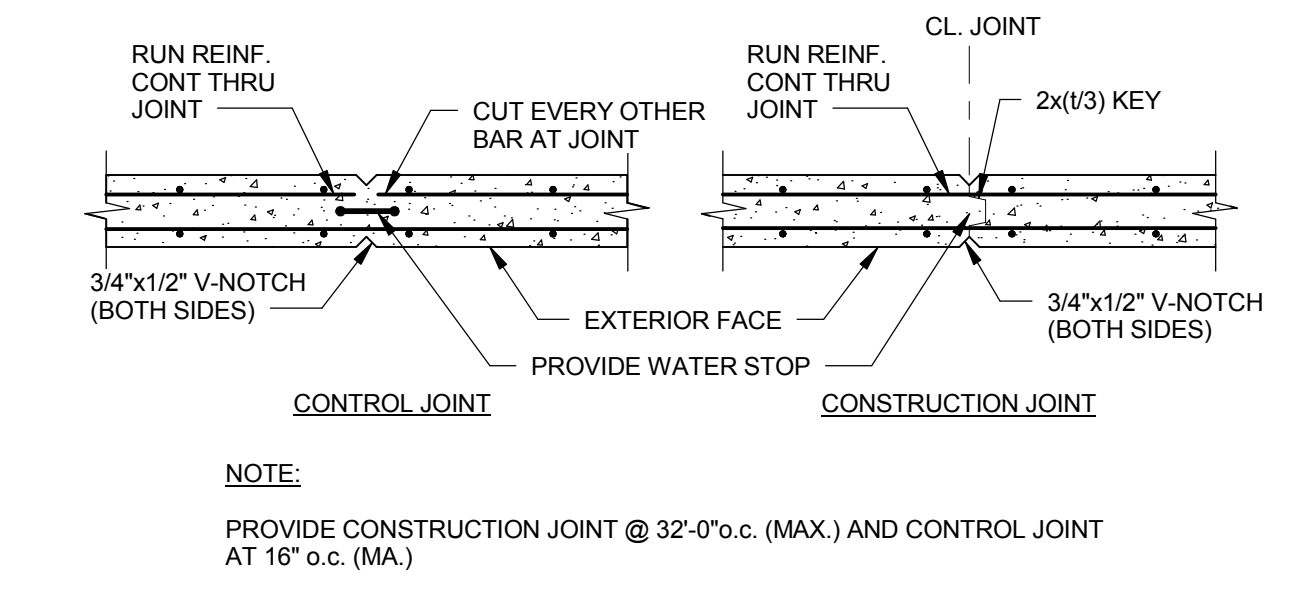 CL. JOINT
RUN REINF.
CONT THRU
JOINT
CUT EVERY OTHER
BAR AT JOINT
RUN REINF.
CONT THRU
JOINT
2x(t/3) KEY
3/4"x1/2" V-NOTCH
(BOTH SIDES)
EXTERIOR FACE
3/4"x1/2" V-NOTCH
(BOTH SIDES)
PROVIDE WATER STOP
CONTROL JOINT
CONSTRUCTION JOINT
NOTE:
PROVIDE CONSTRUCTION JOINT @ 32'-0"o.c. (MAX.) AND CONTROL JOINT
AT 16" o.c. (MA.)